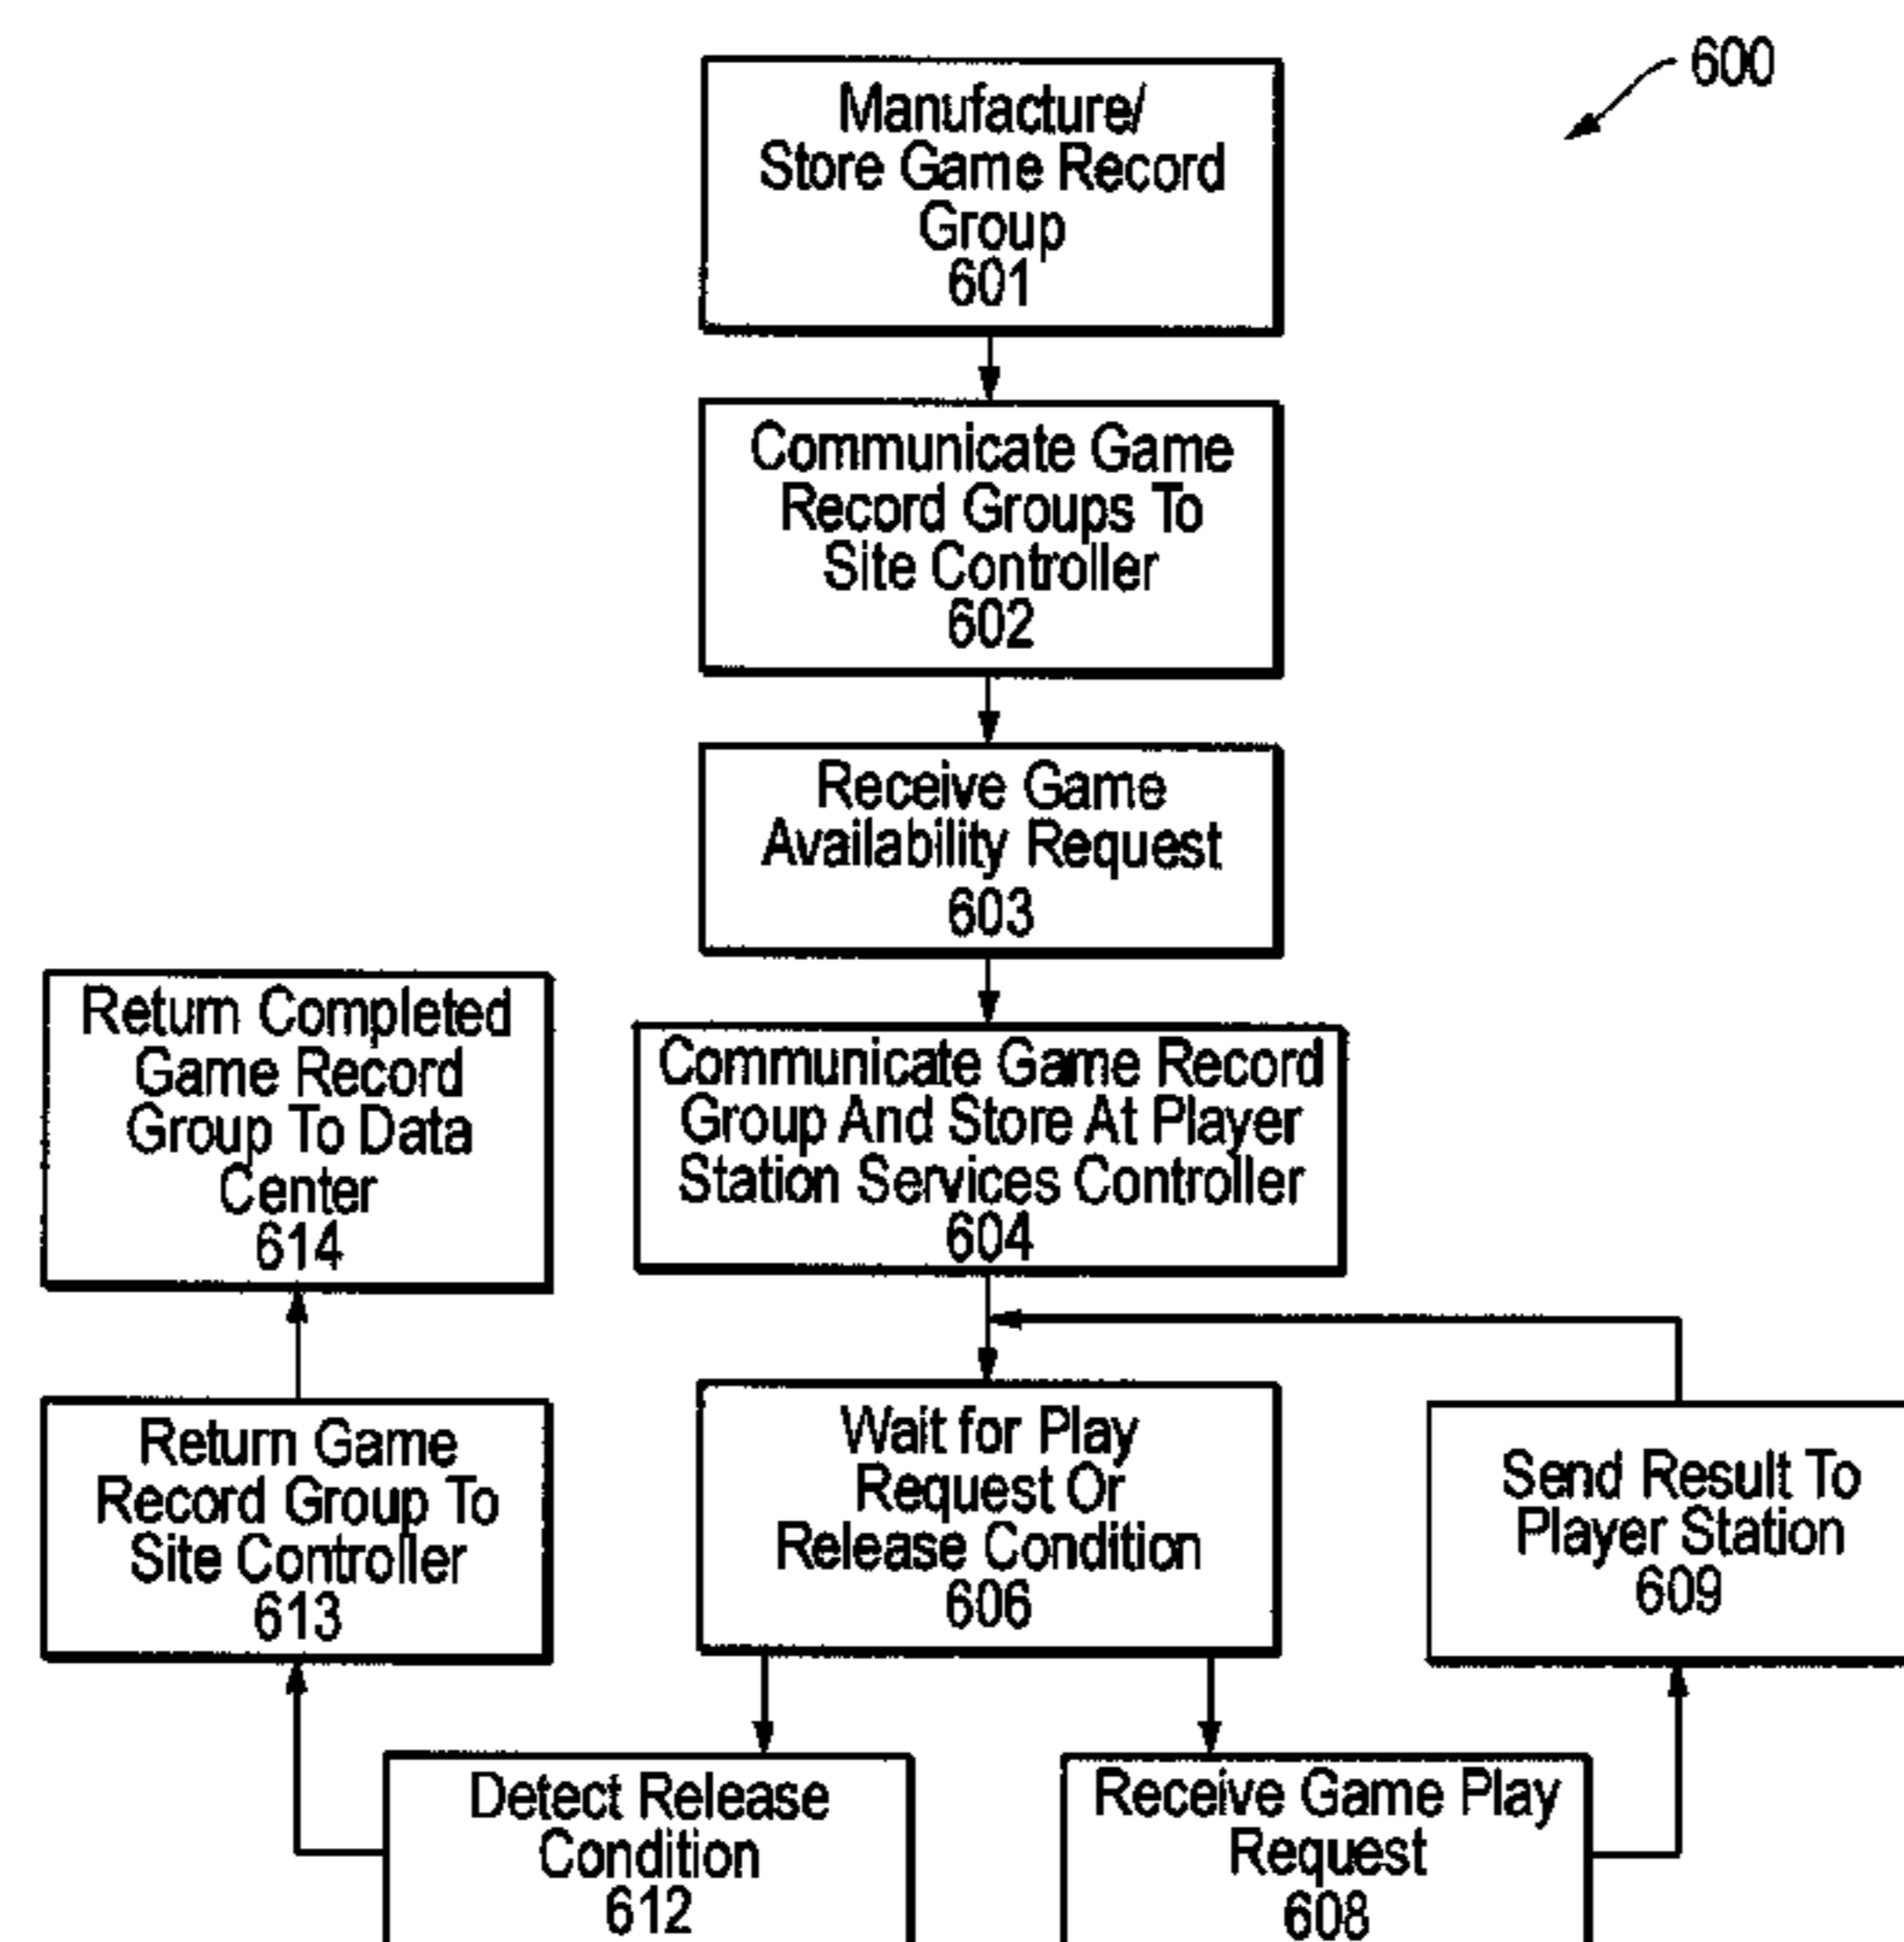 600
Manufacture/
Store Game Record
Group
601
Communicate Game
Record Groups To
Site Controller
602
Receive Game
Availability Request
603
Communicate Game Record
Group And Store At Player
Station Services Controller
604
Return Completed
Game Record
Group To Data
Center
614
Return Game
Record Group To
Site Controller
613
Wait for Play
Request Or
Release Condition
606
Send Result To
Player Station
609
Detect Release
Condition
612
Receive Game Play
Request
608